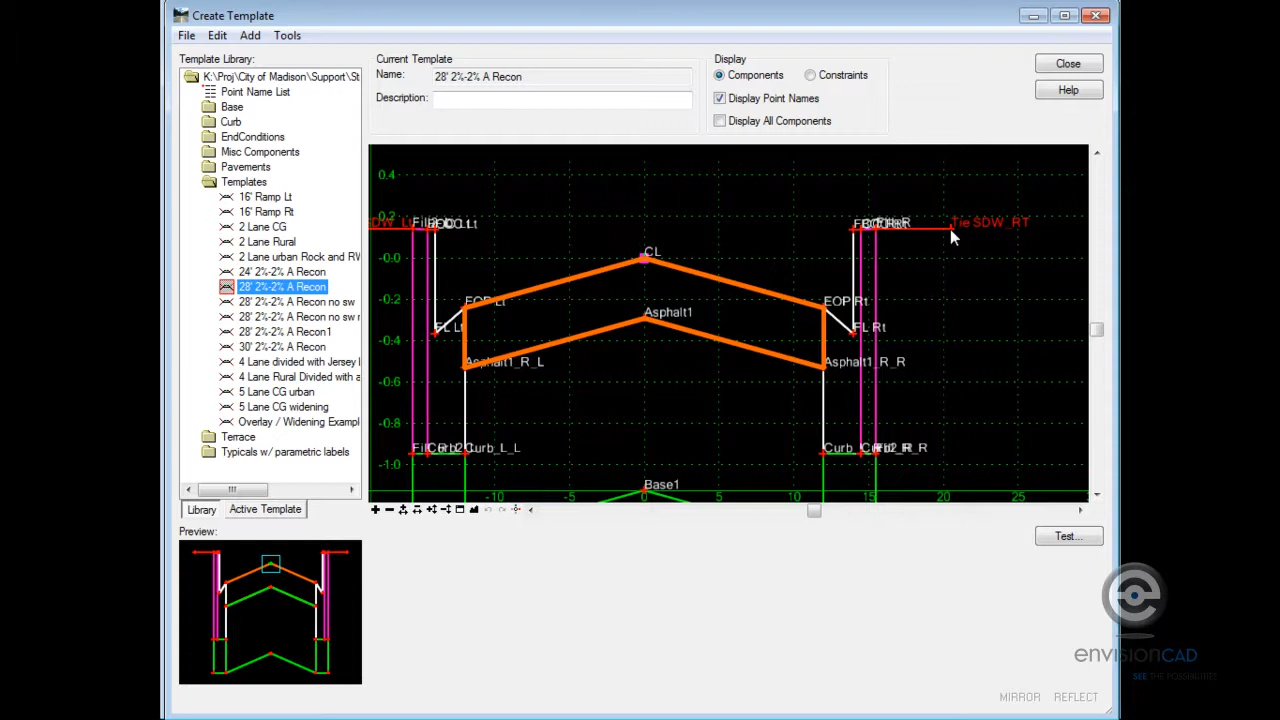 Create Template
File Edit Add Tools
Template Library:
K:\Proj\City of Madison\Support\St
Point Name List
Base
Curb
EndConditions
Misc Components
Pavements
Templates
16' Ramp Lt
16' Ramp Rt
2 Lane CG
2 Lane Rural
2 Lane urban Rock and RW
24' 2%-2% A Recon
28' 2%-2% A Recon
28' 2%-2% A Recon no sw
28' 2%-2% A Recon no sw r
28' 2%-2% A Recon1
30' 2%-2% A Recon
4 Lane divided with Jersey
4 Lane Rural Divided with a
5 Lane CG urban
5 Lane CG widening
Overlay / Widening Exampl
Terrace
Typicals w/ parametric labels
Library Active Template
Preview:
Current Template
Name: 28' 2%-2% A Recon
Description:
Display
Components Constraints
Display Point Names
Display All Components
Close
Help
0.4
0.2
-0.0
-0.2
-0.4
-0.6
-0.8
-1.0
SDW_Lt
Tie SDW_RT
CL
EOP Lt
EOP Rt
Asphalt1
FL Lt
FL Rt
Asphalt1_R_L
Asphalt1_R_R
Curb_L_L
Base1
-10 -5 0 5 10 15 20 25
Test...
envisionCAD
SEE THE POSSIBILITIES
MIRROR REFLECT